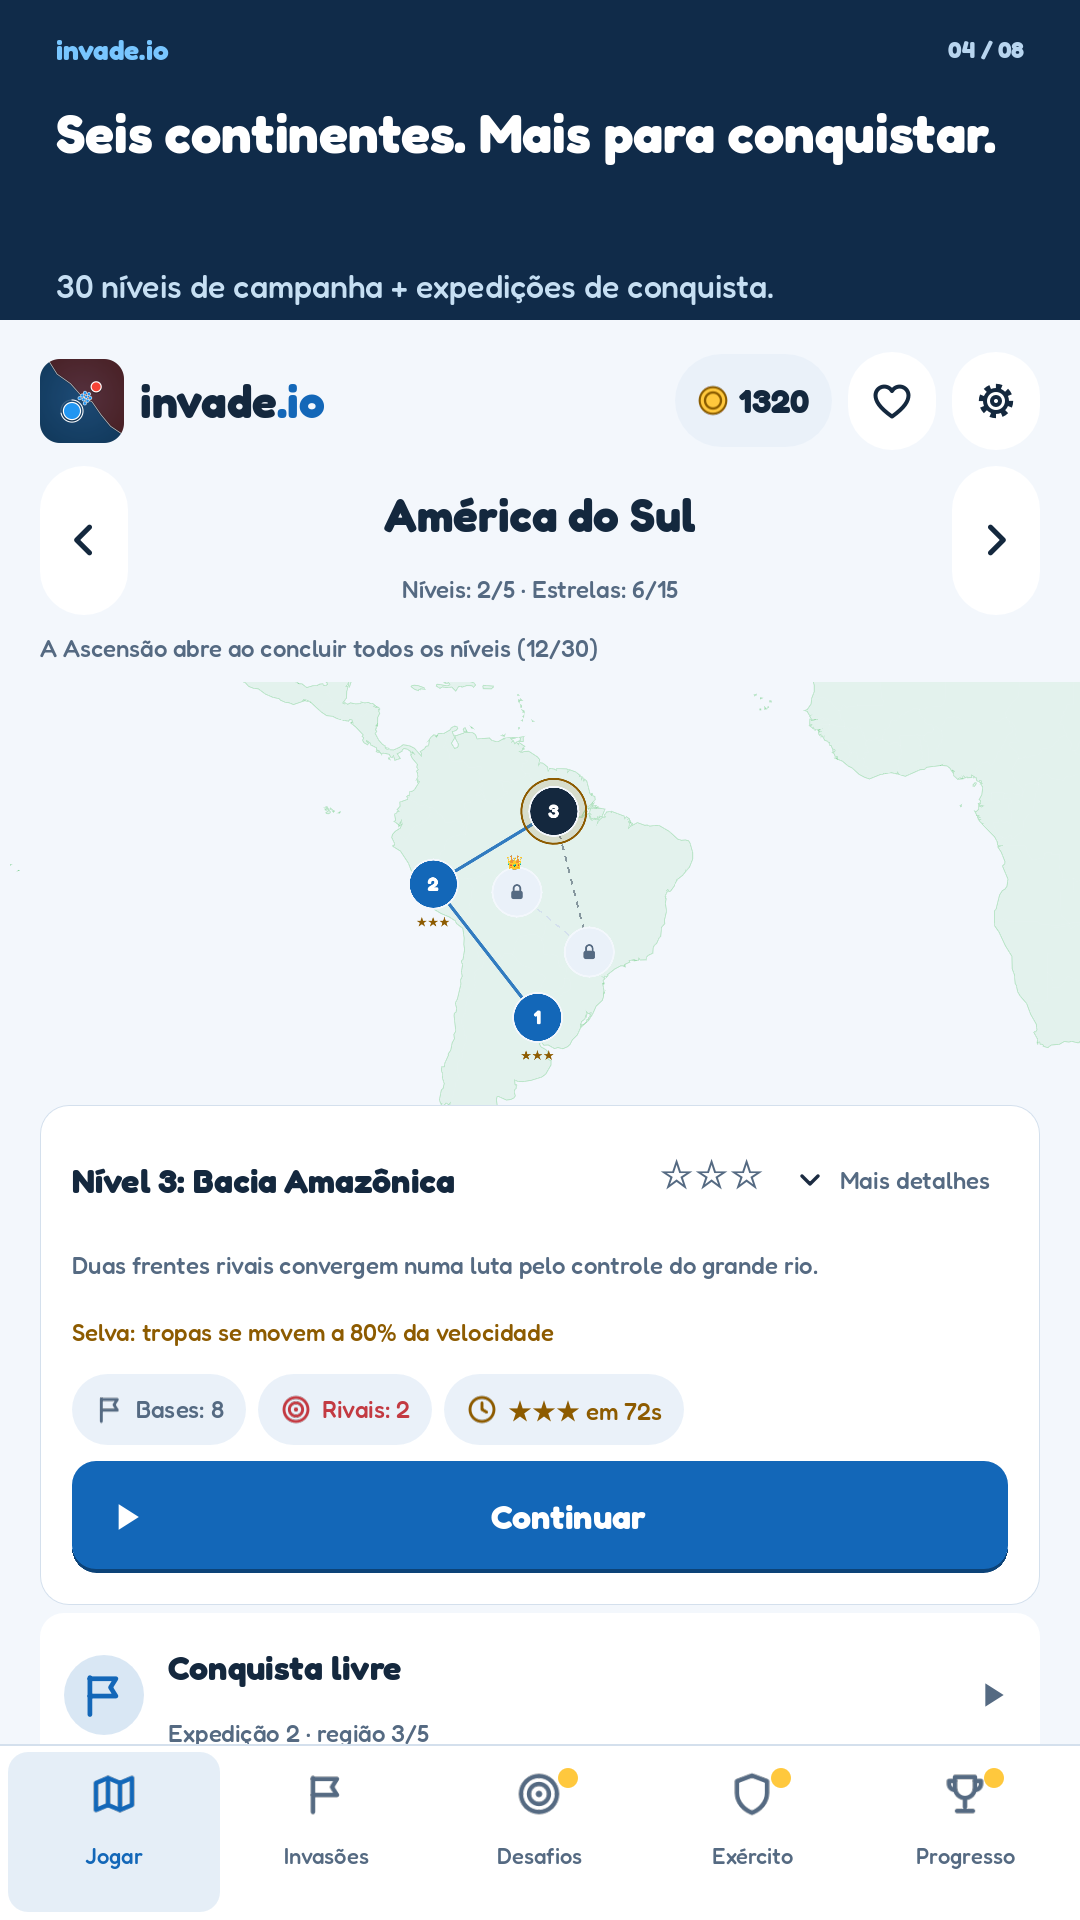 invade.io
04 / 08
Seis continentes. Mais para conquistar.
30 níveis de campanha + expedições de conquista.
invade.io
1320
América do Sul
Níveis: 2/5 · Estrelas: 6/15
A Ascensão abre ao concluir todos os níveis (12/30)
3
2
★★★
1
★★★
Nível 3: Bacia Amazônica
☆☆☆
Mais detalhes
Duas frentes rivais convergem numa luta pelo controle do grande rio.
Selva: tropas se movem a 80% da velocidade
Bases: 8
Rivais: 2
★★★ em 72s
Continuar
Conquista livre
Expedição 2 · região 3/5
Jogar
Invasões
Desafios
Exército
Progresso